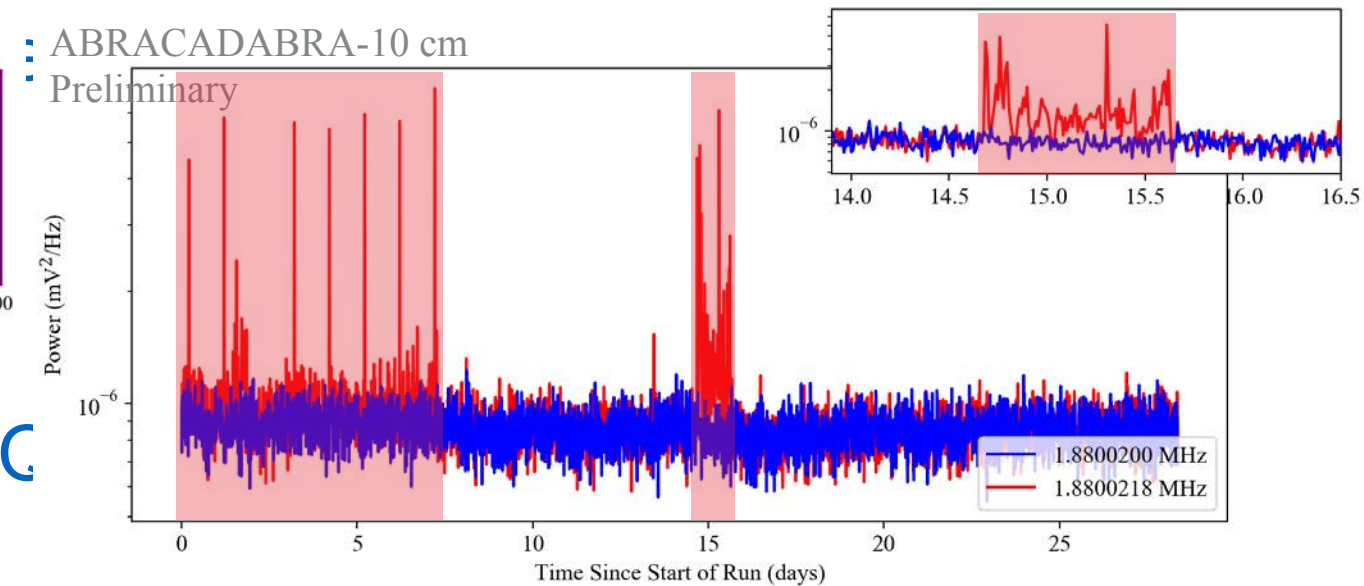 ABRACADABRA-10 cm
Preliminary
10⁻⁶
14.0 14.5 15.0 15.5 16.0 16.5
Power (mV²/Hz)
00
10⁻⁶
1.8800200 MHz
1.8800218 MHz
0 5 10 15 20 25
Time Since Start of Run (days)